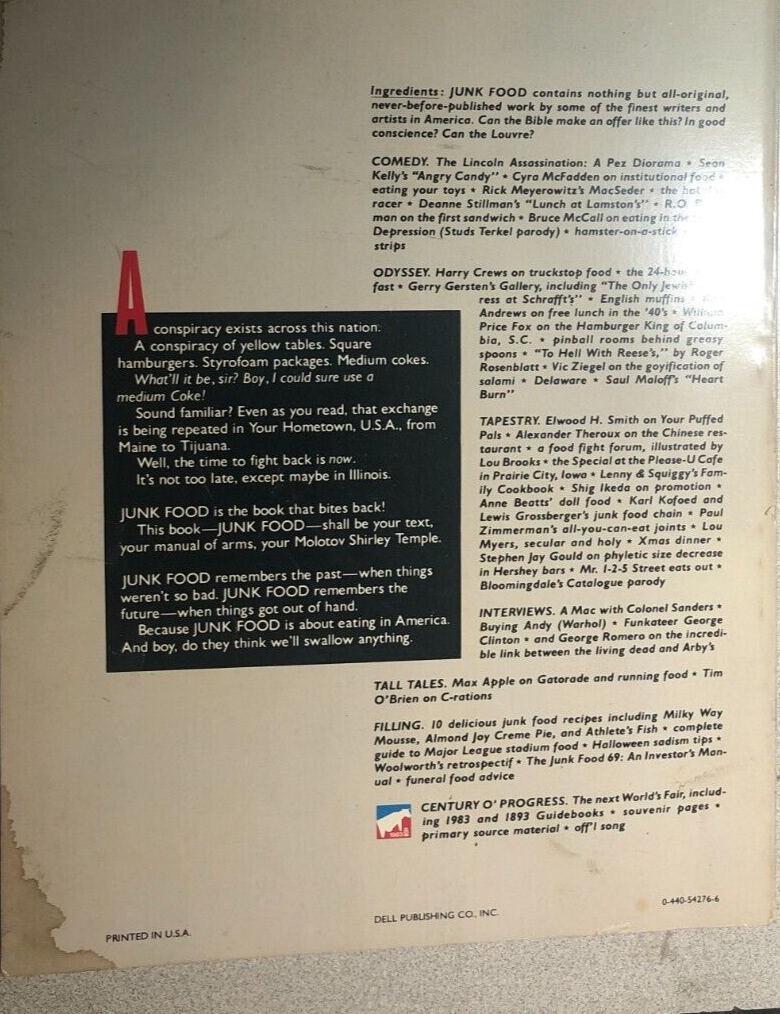 Ingredients: JUNK FOOD contains nothing but all-original,
never-before-published work by some of the finest writers and
artists in America. Can the Bible make an offer like this? In good
conscience? Can the Louvre?
COMEDY. The Lincoln Assassination: A Pez Diorama * Sean
Kelly's "Angry Candy" * Cyra McFadden on institutional food *
eating your toys * Rick Meyerowitz's MacSeder * the hot
racer * Deanne Stillman's "Lunch at Lamston's" * R.O.
man on the first sandwich * Bruce McCall on eating in the
Depression (Studs Terkel parody) * hamster-on-a-stick
strips
ODYSSEY. Harry Crews on truckstop food * the 24-hour
fast * Gerry Gersten's Gallery, including "The Only Jewish
ress at Schrafft's" * English muffins *
Andrews on free lunch in the '40's * William
Price Fox on the Hamburger King of Colum-
bia, S.C. * pinball rooms behind greasy
spoons * "To Hell With Reese's," by Roger
Rosenblatt * Vic Ziegel on the goyification of
salami * Delaware * Saul Maloff's "Heart
Burn"
TAPESTRY. Elwood H. Smith on Your Puffed
Pals * Alexander Theroux on the Chinese res-
taurant * a food fight forum, illustrated by
Lou Brooks * the Special at the Please-U Cafe
in Prairie City, Iowa * Lenny & Squiggy's Fam-
ily Cookbook * Shig Ikeda on promotion *
Anne Beatts' doll food * Karl Kofoed and
Lewis Grossberger's junk food chain * Paul
Zimmerman's all-you-can-eat joints * Lou
Myers, secular and holy * Xmas dinner *
Stephen Jay Gould on phyletic size decrease
in Hershey bars * Mr. 1-2-5 Street eats out *
Bloomingdale's Catalogue parody
INTERVIEWS. A Mac with Colonel Sanders *
Buying Andy (Warhol) * Funkateer George
Clinton * and George Romero on the incredi-
ble link between the living dead and Arby's
TALL TALES. Max Apple on Gatorade and running food * Tim
O'Brien on C-rations
FILLING. 10 delicious junk food recipes including Milky Way
Mousse, Almond Joy Creme Pie, and Athlete's Fish * complete
guide to Major League stadium food * Halloween sadism tips *
Woolworth's retrospectif * The Junk Food 69: An Investor's Man-
ual * funeral food advice
CENTURY O' PROGRESS. The next World's Fair, includ-
ing 1983 and 1893 Guidebooks * souvenir pages *
primary source material * off'l song
A conspiracy exists across this nation.
A conspiracy of yellow tables. Square
hamburgers. Styrofoam packages. Medium cokes.
What'll it be, sir? Boy, I could sure use a
medium Coke!
Sound familiar? Even as you read, that exchange
is being repeated in Your Hometown, U.S.A., from
Maine to Tijuana.
Well, the time to fight back is now.
It's not too late, except maybe in Illinois.
JUNK FOOD is the book that bites back!
This book—JUNK FOOD—shall be your text,
your manual of arms, your Molotov Shirley Temple.
JUNK FOOD remembers the past—when things
weren't so bad. JUNK FOOD remembers the
future—when things got out of hand.
Because JUNK FOOD is about eating in America.
And boy, do they think we'll swallow anything.
0-440-54276-6
DELL PUBLISHING CO., INC.
PRINTED IN U.S.A.